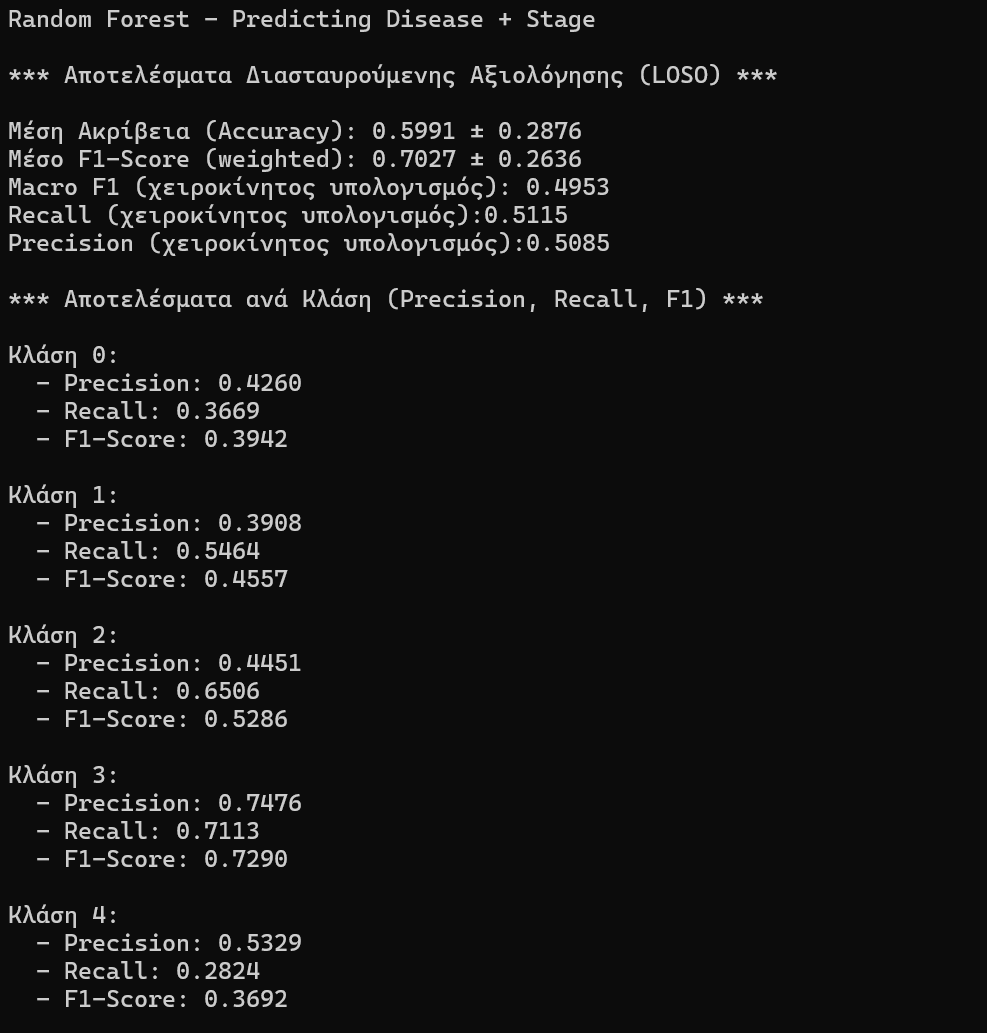 Random Forest - Predicting Disease + Stage
*** Αποτελέσματα Διασταυρούμενης Αξιολόγησης (LOSO) ***
Μέση Ακρίβεια (Accuracy): 0.5991 ± 0.2876
Μέσο F1-Score (weighted): 0.7027 ± 0.2636
Macro F1 (χειροκίνητος υπολογισμός): 0.4953
Recall (χειροκίνητος υπολογισμός):0.5115
Precision (χειροκίνητος υπολογισμός):0.5085
*** Αποτελέσματα ανά Κλάση (Precision, Recall, F1) ***
Κλάση 0:
- Precision: 0.4260
- Recall: 0.3669
- F1-Score: 0.3942
Κλάση 1:
- Precision: 0.3908
- Recall: 0.5464
- F1-Score: 0.4557
Κλάση 2:
- Precision: 0.4451
- Recall: 0.6506
- F1-Score: 0.5286
Κλάση 3:
- Precision: 0.7476
- Recall: 0.7113
- F1-Score: 0.7290
Κλάση 4:
- Precision: 0.5329
- Recall: 0.2824
- F1-Score: 0.3692